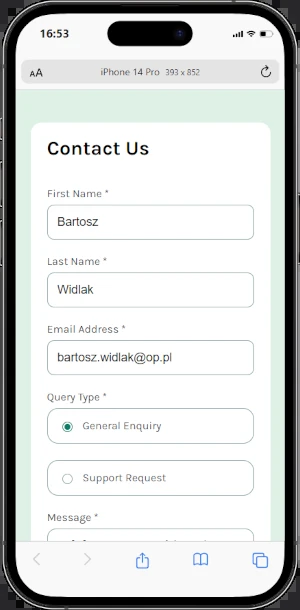 16:53
AA iPhone 14 Pro 393 x 852
Contact Us
First Name *
Bartosz
Last Name *
Widlak
Email Address *
bartosz.widlak@op.pl
Query Type *
General Enquiry
Support Request
Message *